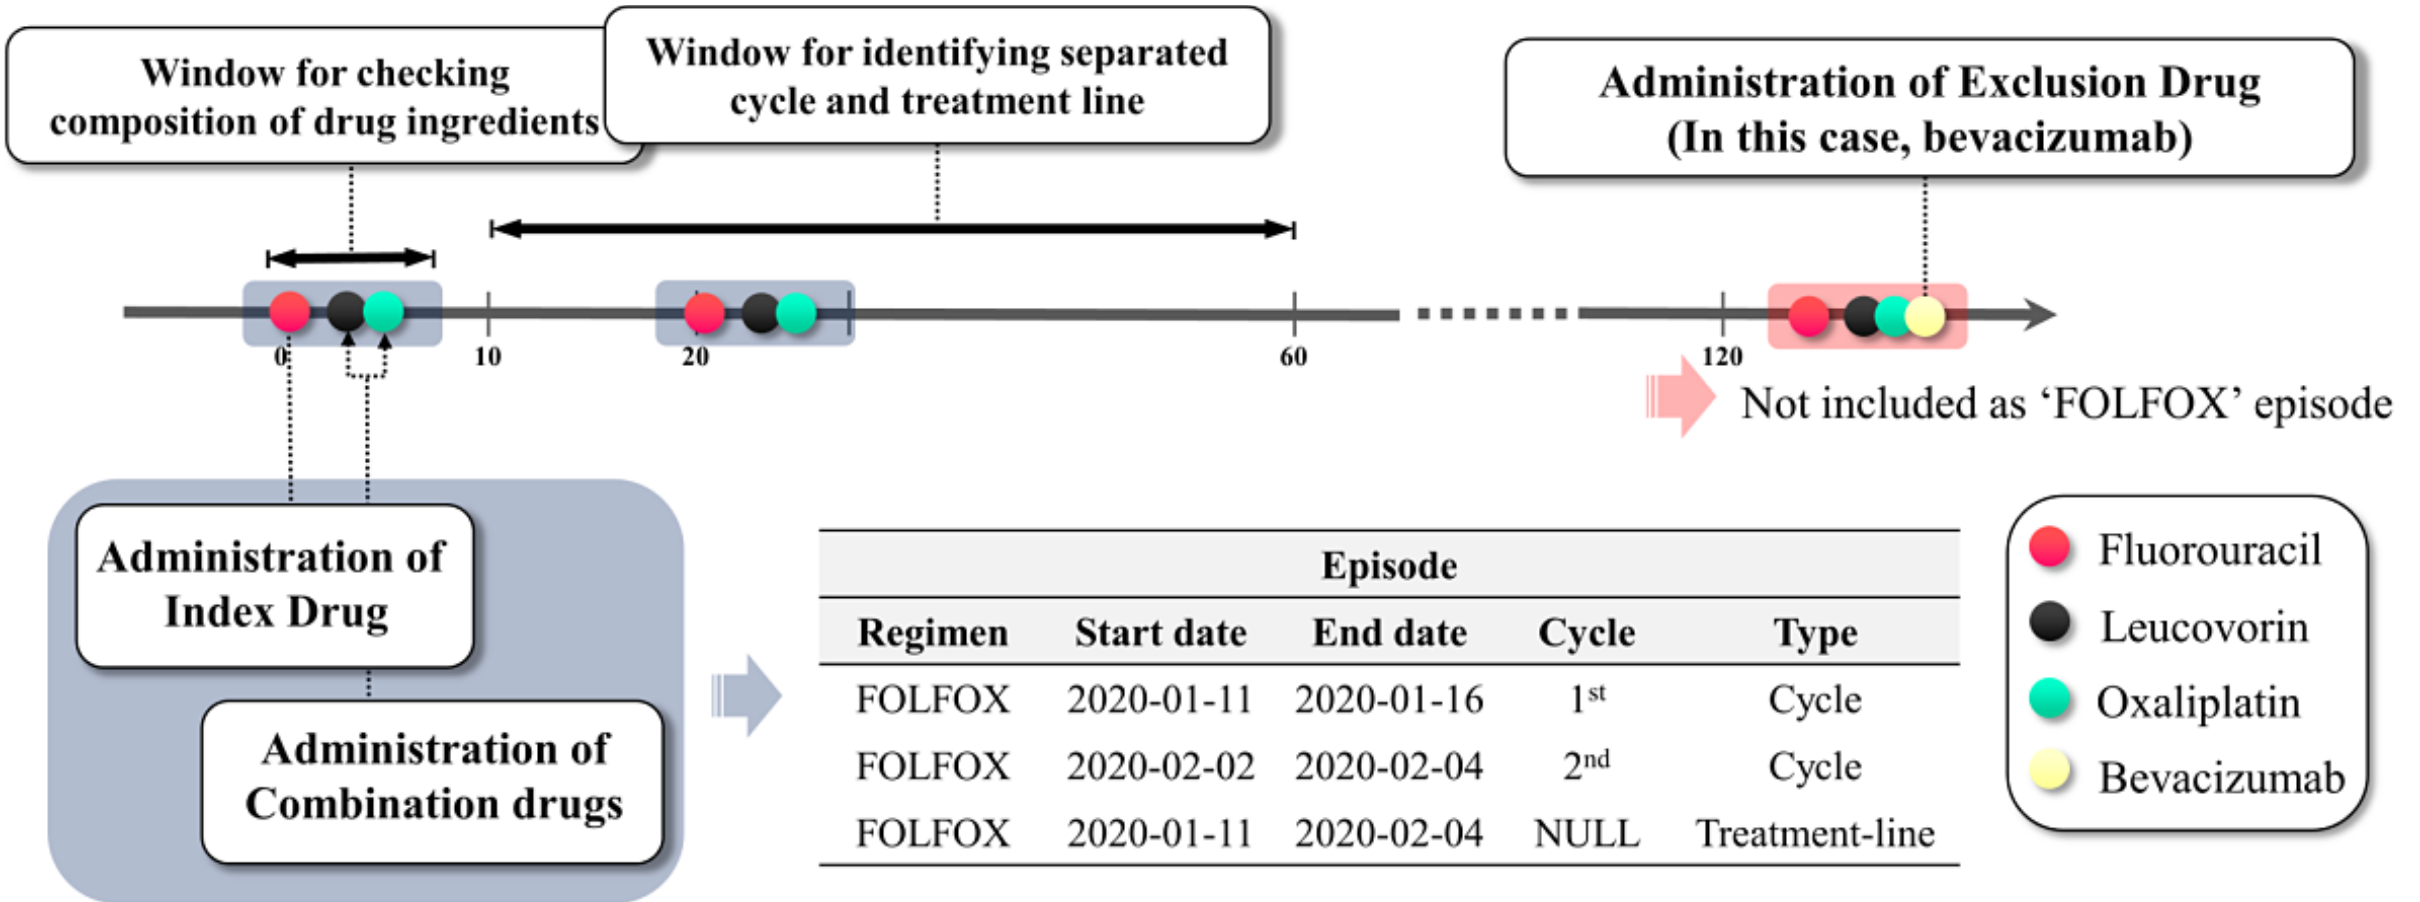 Window for checking
composition of drug ingredients
Window for identifying separated
cycle and treatment line
Administration of Exclusion Drug
(In this case, bevacizumab)
0
10
20
60
120
Not included as ‘FOLFOX’ episode
Administration of
Index Drug
Administration of
Combination drugs
Episode
Regimen Start date End date Cycle Type
FOLFOX 2020-01-11 2020-01-16 1st Cycle
FOLFOX 2020-02-02 2020-02-04 2nd Cycle
FOLFOX 2020-01-11 2020-02-04 NULL Treatment-line
Fluorouracil
Leucovorin
Oxaliplatin
Bevacizumab